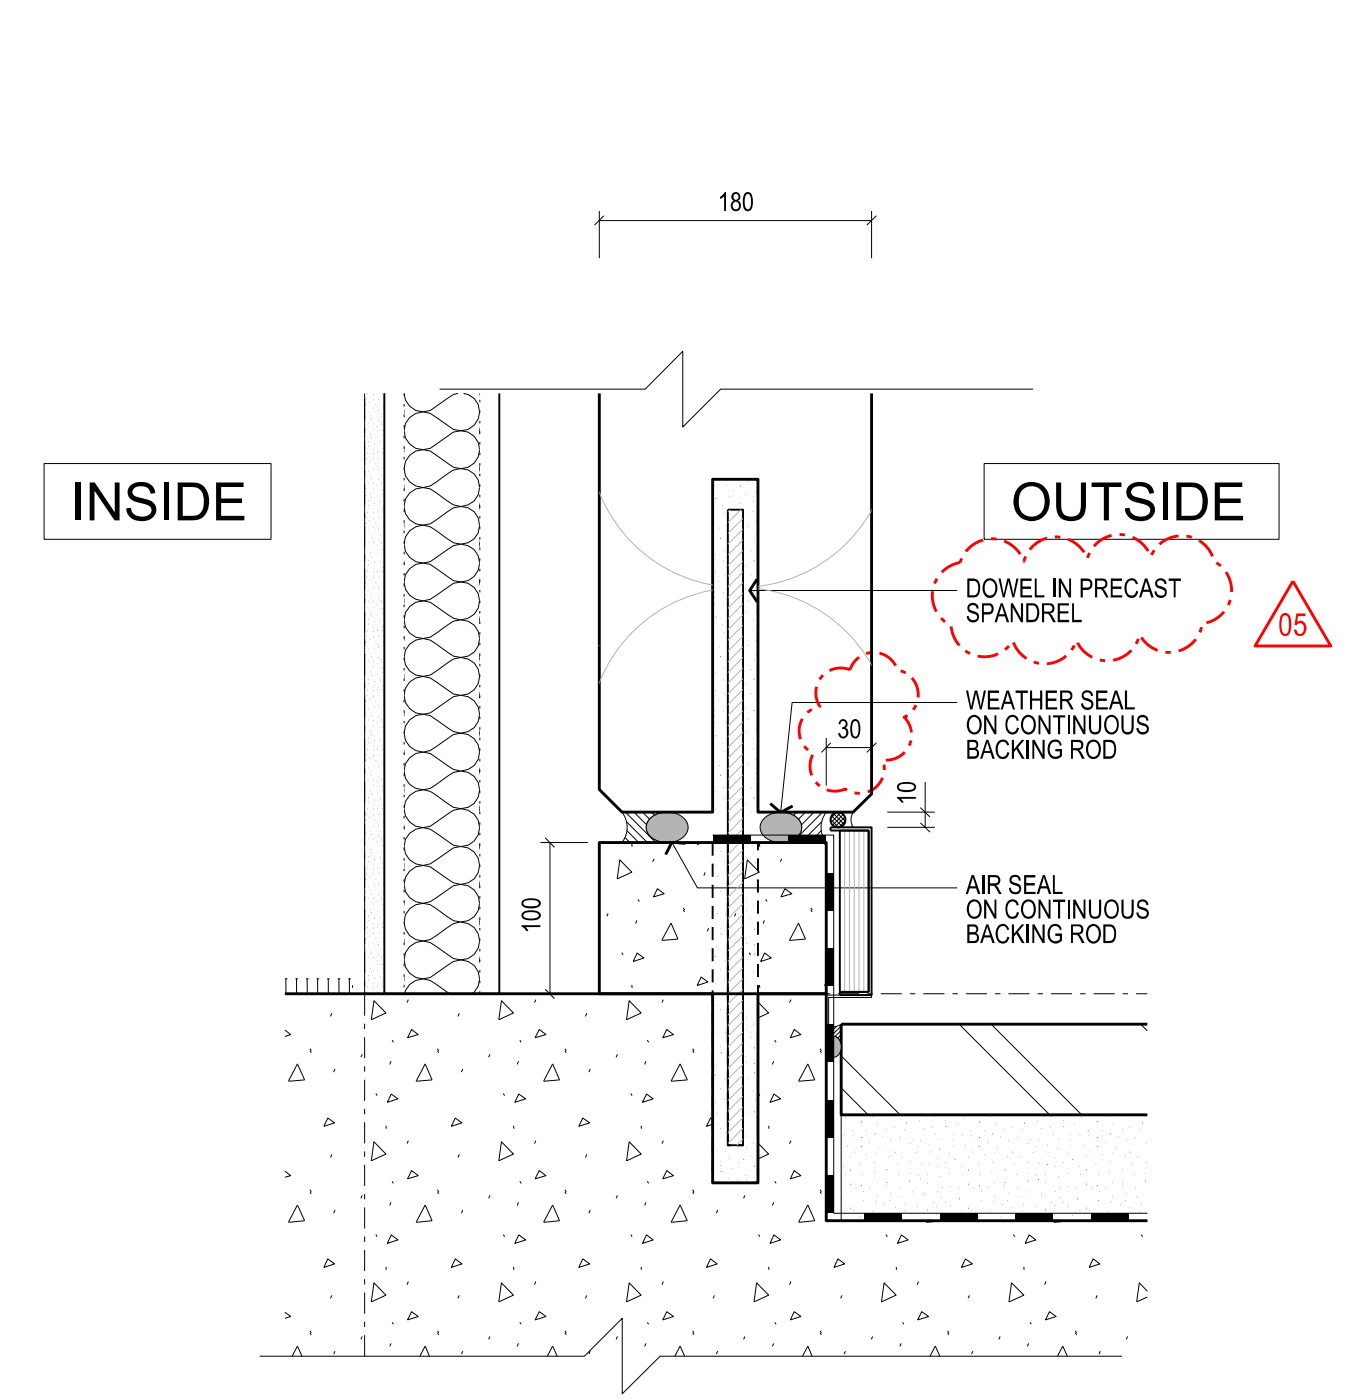 180
INSIDE
OUTSIDE
DOWEL IN PRECAST
SPANDREL
05
WEATHER SEAL
ON CONTINUOUS
BACKING ROD
30
10
100
AIR SEAL
ON CONTINUOUS
BACKING ROD